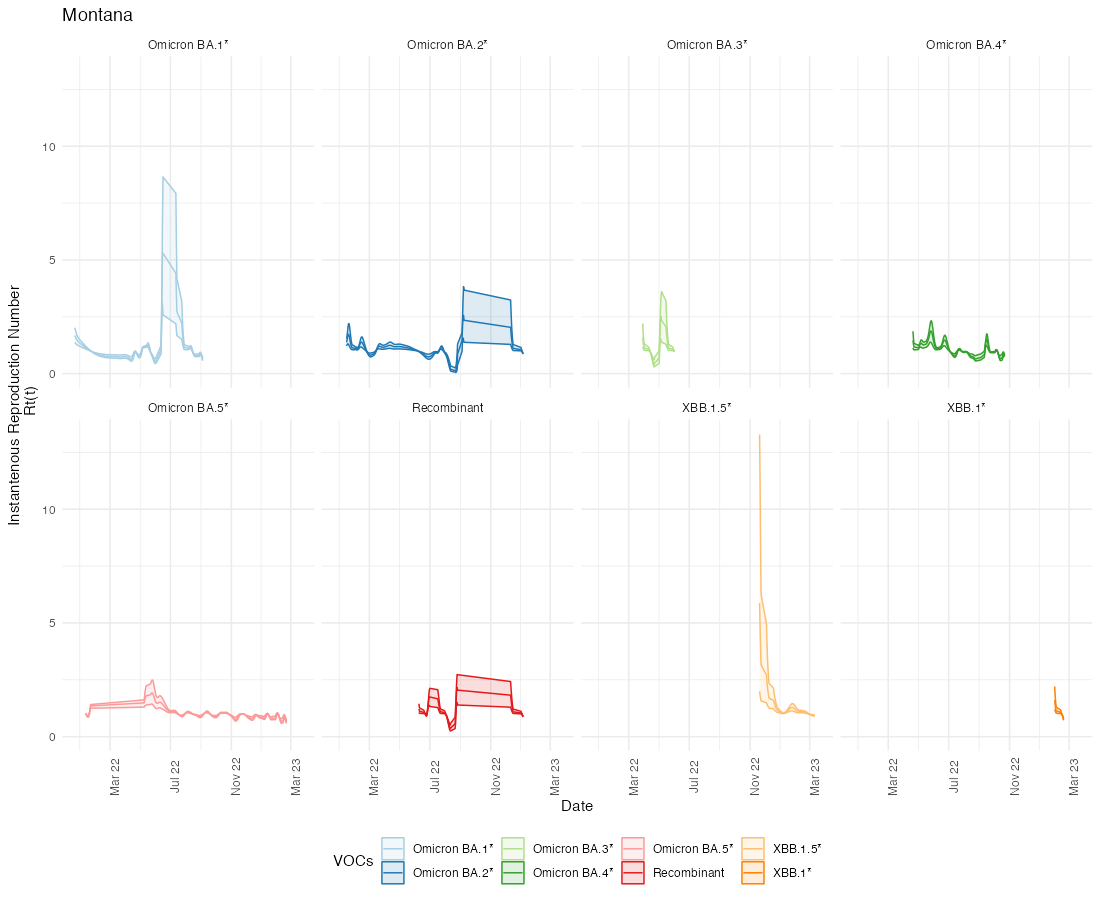 Montana
Omicron BA.1* Omicron BA.2* Omicron BA.3* Omicron BA.4*
10
5
0
Instantenous Reproduction Number
Rt(t)
Omicron BA.5* Recombinant XBB.1.5* XBB.1*
10
5
0
Mar 22 Jul 22 Nov 22 Mar 23 Mar 22 Jul 22 Nov 22 Mar 23 Mar 22 Jul 22 Nov 22 Mar 23 Mar 22 Jul 22 Nov 22 Mar 23
Date
VOCs
Omicron BA.1* Omicron BA.3* Omicron BA.5* XBB.1.5*
Omicron BA.2* Omicron BA.4* Recombinant XBB.1*